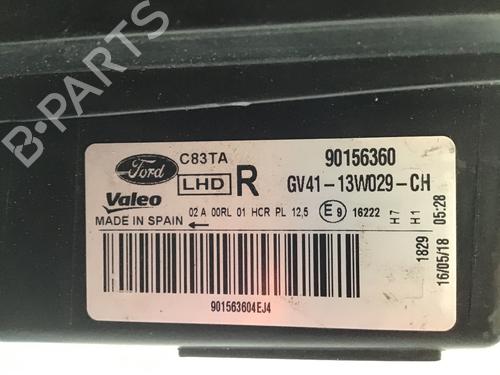 B-PARTS
Ford
C83TA
90156360
LHD R
GV41-13W029-CH
Valeo
02 A 00RL 01 HCR PL 12,5 E9 16222
MADE IN SPAIN ←
H7
H1
1829
16/05/18 05:28
901563604EJ4